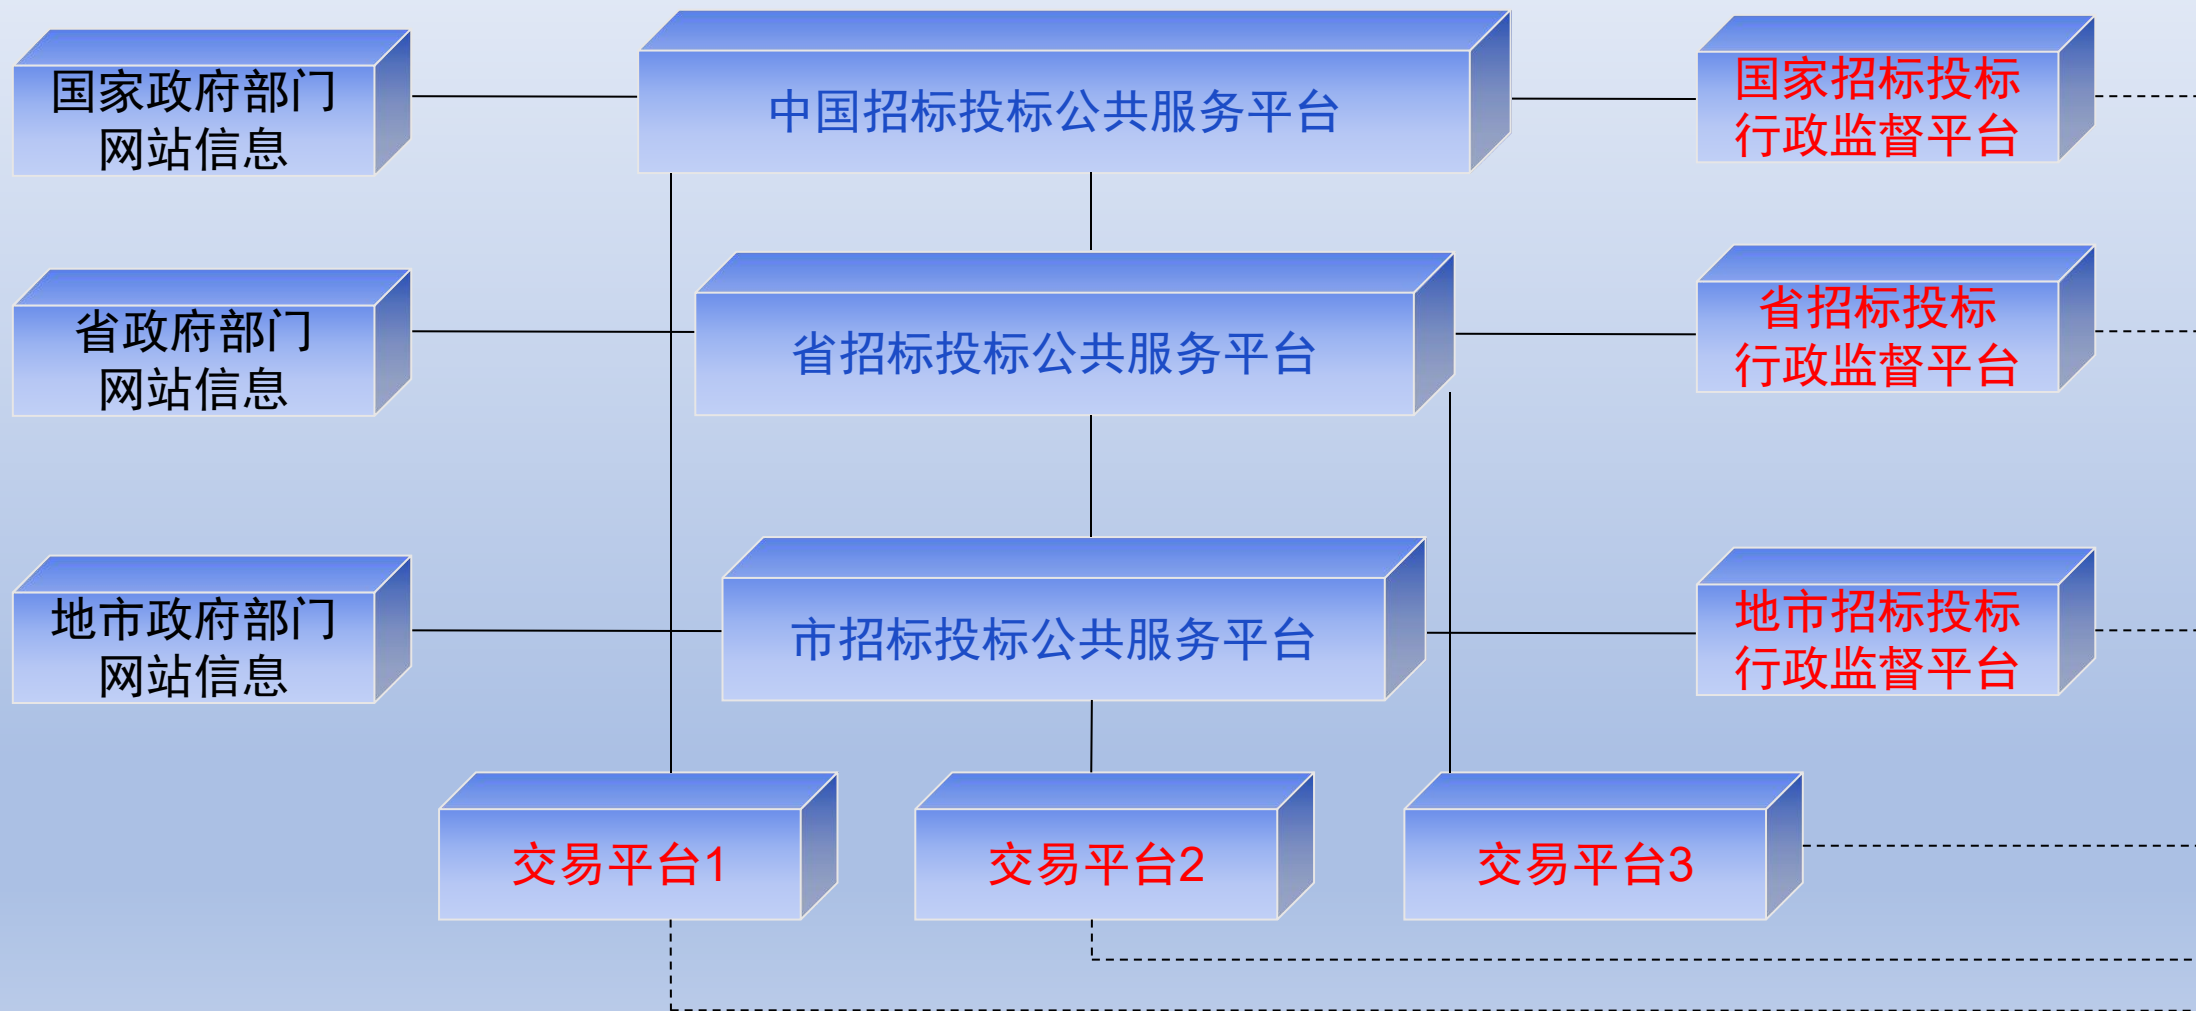 国家政府部门
网站信息
中国招标投标公共服务平台
国家招标投标
行政监督平台
省政府部门
网站信息
省招标投标公共服务平台
省招标投标
行政监督平台
地市政府部门
网站信息
市招标投标公共服务平台
地市招标投标
行政监督平台
交易平台1
交易平台2
交易平台3